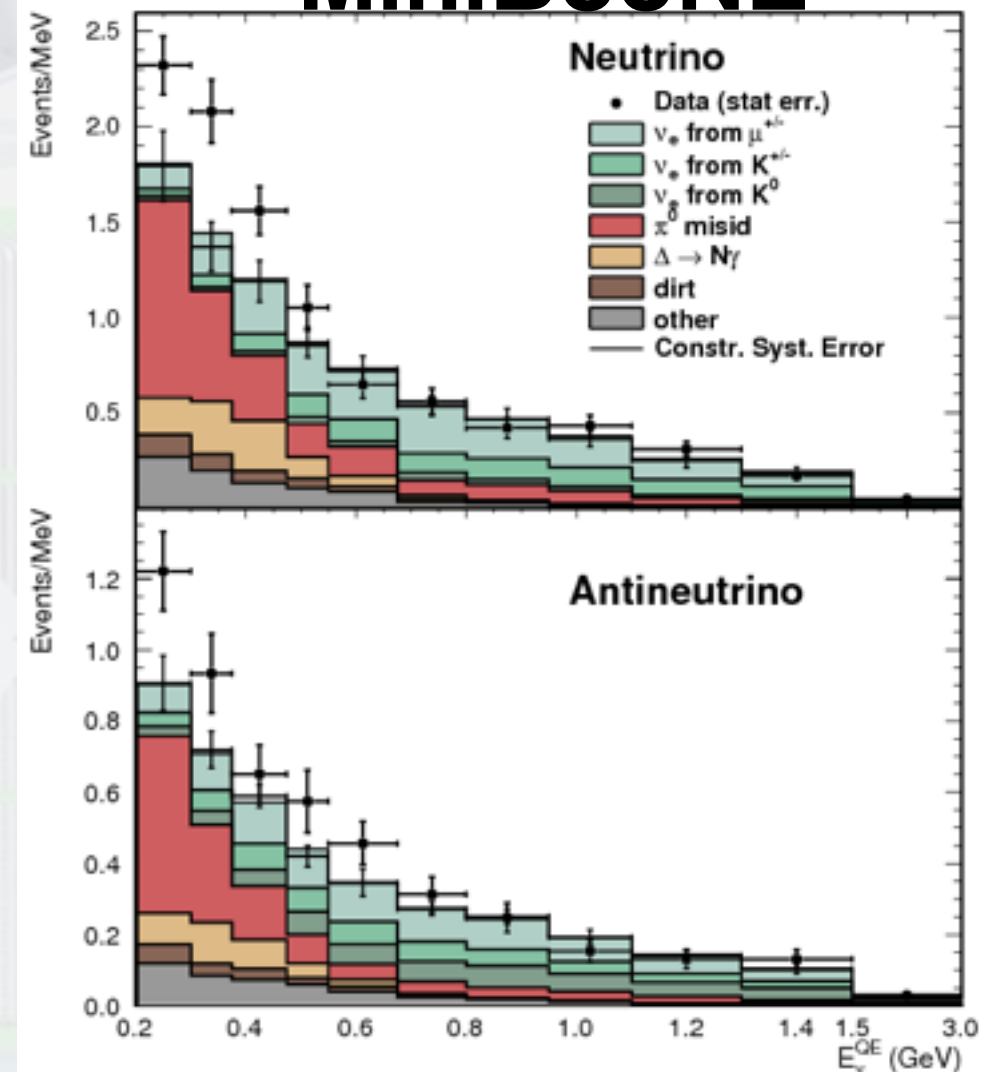 MiniBooNE
Events/MeV
2.5
2.0
1.5
1.0
0.5
Neutrino
Data (stat err.)
νe from μ+/-
νe from K+/-
νe from K0
π0 misid
Δ → Nγ
dirt
other
Constr. Syst. Error
Events/MeV
1.2
1.0
0.8
0.6
0.4
0.2
0.0
Antineutrino
0.2 0.4 0.6 0.8 1.0 1.2 1.4 1.5 3.0
EνQE (GeV)